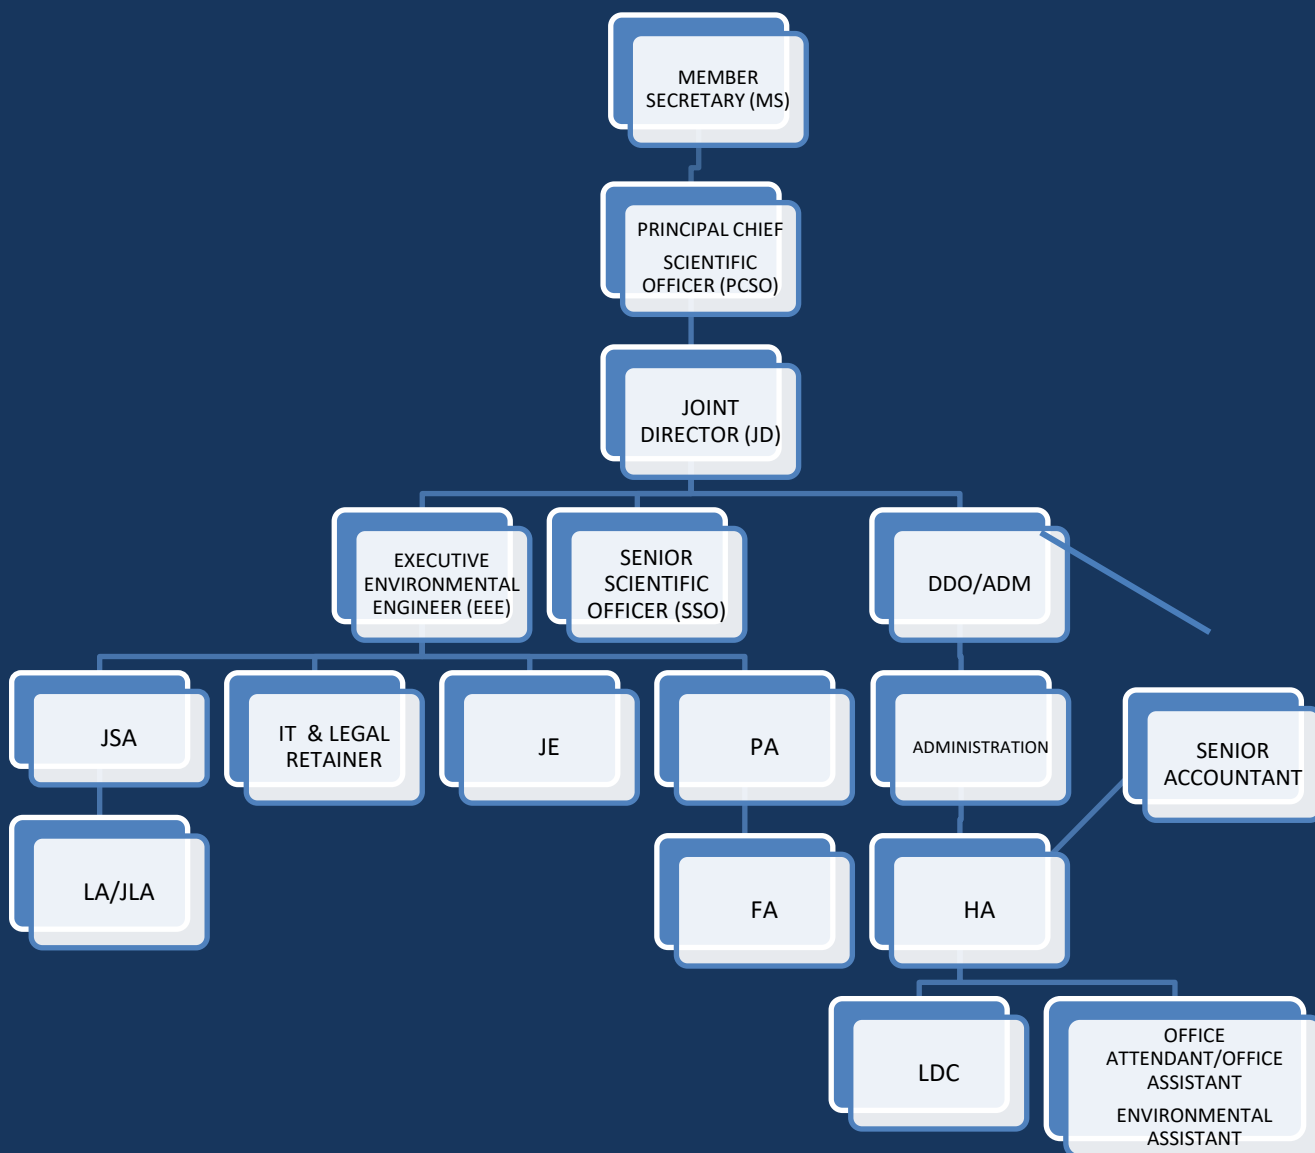 MEMBER
SECRETARY (MS)
PRINCIPAL CHIEF
SCIENTIFIC
OFFICER (PCSO)
JOINT
DIRECTOR (JD)
EXECUTIVE
ENVIRONMENTAL
ENGINEER (EEE)
SENIOR
SCIENTIFIC
OFFICER (SSO)
DDO/ADM
JSA
IT & LEGAL
RETAINER
JE
PA
ADMINISTRATION
SENIOR
ACCOUNTANT
LA/JLA
FA
HA
LDC
OFFICE
ATTENDANT/OFFICE
ASSISTANT
ENVIRONMENTAL
ASSISTANT